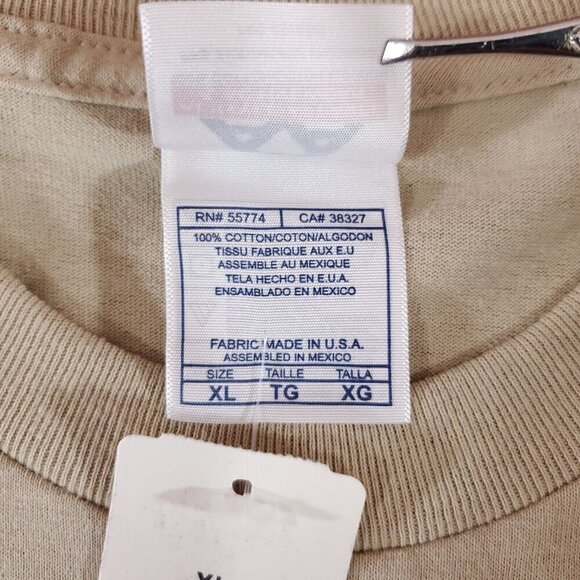 RN# 55774 CA# 38327
100% COTTON/COTON/ALGODON
TISSU FABRIQUE AUX E.U
ASSEMBLE AU MEXIQUE
TELA HECHO EN E.U.A.
ENSAMBLADO EN MEXICO
FABRIC MADE IN U.S.A.
ASSEMBLED IN MEXICO
SIZE TAILLE TALLA
XL TG XG